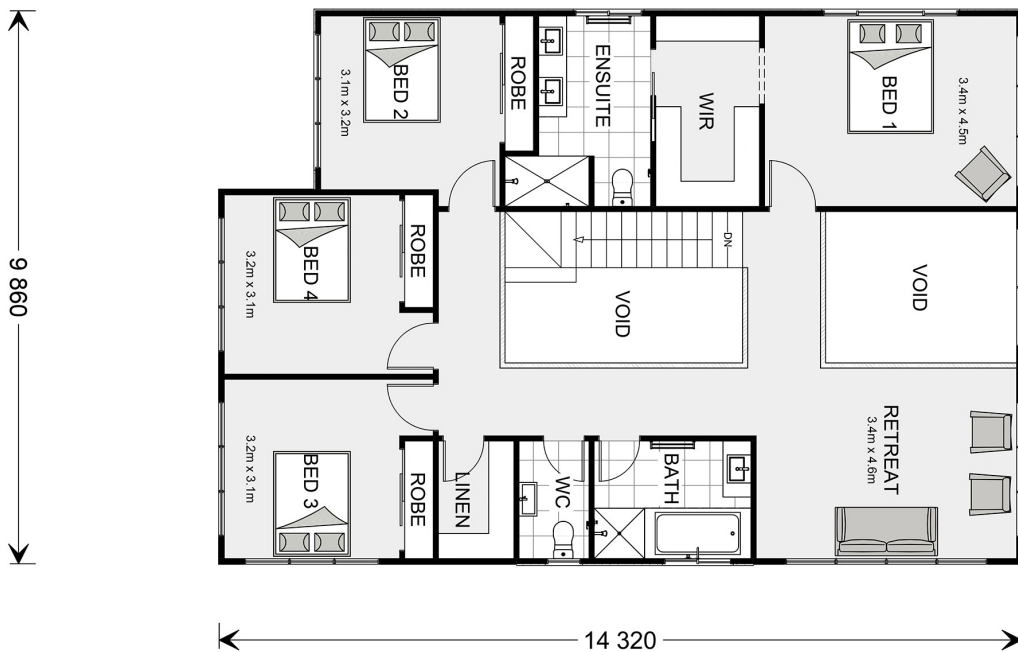 BED 2
3.1m x 3.2m
ROBE
ENSUITE
WIR
BED 1
3.4m x 4.5m
BED 4
3.2m x 3.1m
ROBE
DN
VOID
VOID
BED 3
3.2m x 3.1m
ROBE
LINEN
WC
BATH
RETREAT
3.4m x 4.6m
9 860
14 320